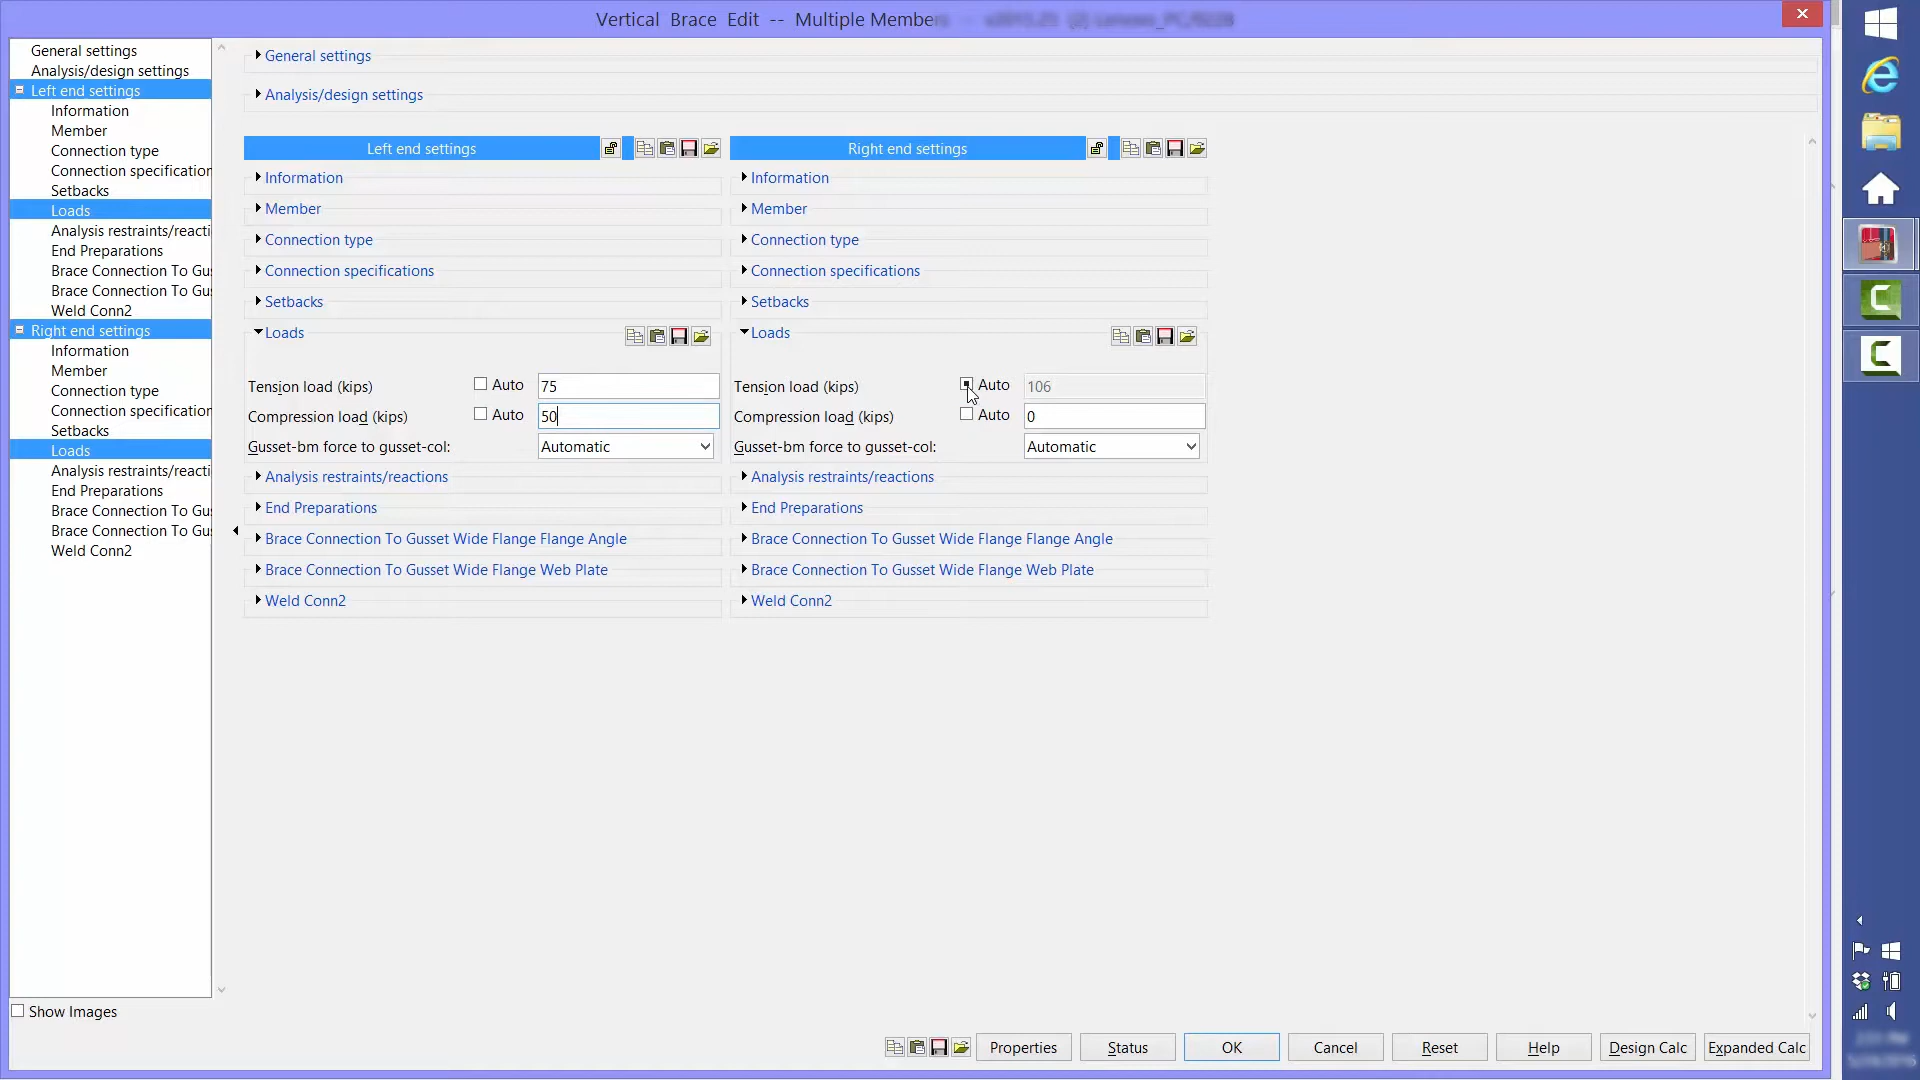 Vertical Brace Edit -- Multiple Members
General settings
Analysis/design settings
Left end settings
Information
Member
Connection type
Connection specification
Setbacks
Loads
Analysis restraints/reacti
End Preparations
Brace Connection To Gu
Brace Connection To Gu
Weld Conn2
Right end settings
Information
Member
Connection type
Connection specification
Setbacks
Loads
Analysis restraints/reacti
End Preparations
Brace Connection To Gu
Brace Connection To Gu
Weld Conn2
Show Images
General settings
Analysis/design settings
Left end settings
Information
Member
Connection type
Connection specifications
Setbacks
Loads
Tension load (kips) Auto 75
Compression load (kips) Auto 50
Gusset-bm force to gusset-col: Automatic
Analysis restraints/reactions
End Preparations
Brace Connection To Gusset Wide Flange Flange Angle
Brace Connection To Gusset Wide Flange Web Plate
Weld Conn2
Right end settings
Information
Member
Connection type
Connection specifications
Setbacks
Loads
Tension load (kips) Auto 106
Compression load (kips) Auto 0
Gusset-bm force to gusset-col: Automatic
Analysis restraints/reactions
End Preparations
Brace Connection To Gusset Wide Flange Flange Angle
Brace Connection To Gusset Wide Flange Web Plate
Weld Conn2
Properties Status OK Cancel Reset Help Design Calc Expanded Calc